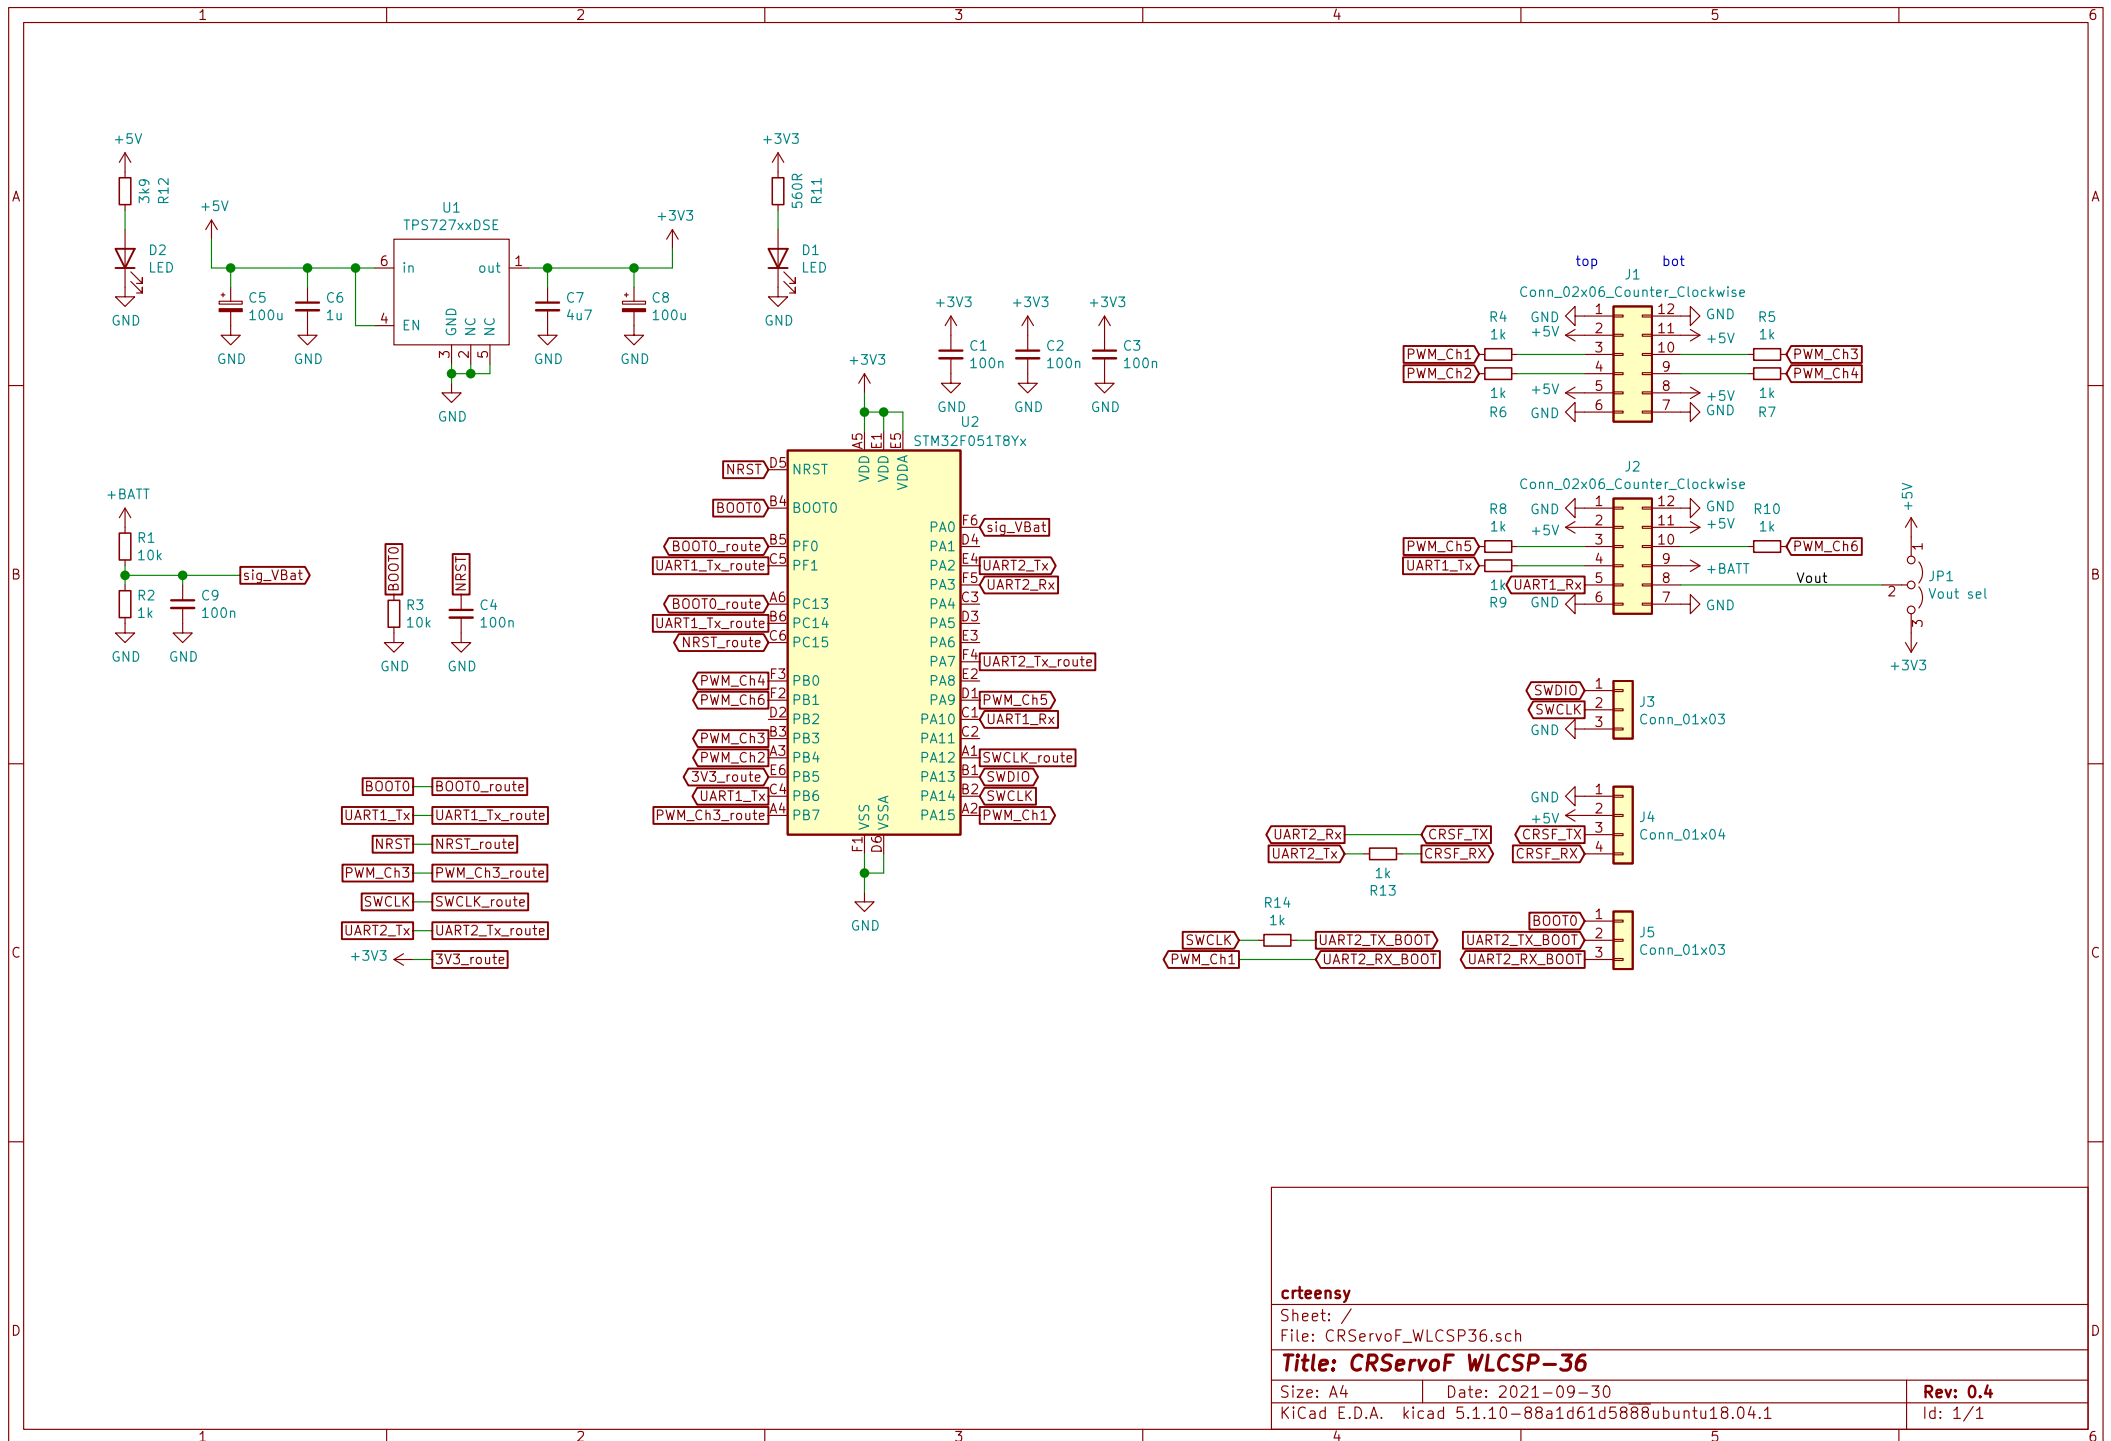 1 2 3 4 5 6
A
B
C
D
A
B
C
D
1 2 3 4 5 6
+5V
3k9
R12
D2
LED
GND
+5V
C5
100u
GND
C6
1u
GND
U1
TPS727xxDSE
6 in
out 1
4 EN
GND
NC
NC
3 2 5
GND
C7
4u7
GND
C8
100u
GND
+3V3
+3V3
560R
R11
D1
LED
GND
+3V3
C1
100n
GND
+3V3
C2
100n
GND
+3V3
C3
100n
GND
+BATT
R1
10k
R2
1k
GND
C9
100n
GND
sig_VBat
BOOT0
R3
10k
GND
NRST
C4
100n
GND
+3V3
U2
STM32F051T8Yx
A5 E1 E5
VDD VDD VDDA
NRST D5 NRST
BOOT0 B4 BOOT0
BOOT0_route B5 PF0
UART1_Tx_route C5 PF1
BOOT0_route A6 PC13
UART1_Tx_route B6 PC14
NRST_route C6 PC15
PWM_Ch4 F3 PB0
PWM_Ch6 F2 PB1
D2 PB2
PWM_Ch3 B3 PB3
PWM_Ch2 A3 PB4
3V3_route E6 PB5
UART1_Tx C4 PB6
PWM_Ch3_route A4 PB7
PA0 F6 sig_VBat
PA1 D4
PA2 E4 UART2_Tx
PA3 F5 UART2_Rx
PA4 C3
PA5 D3
PA6 E3
PA7 F4 UART2_Tx_route
PA8 E2
PA9 D1 PWM_Ch5
PA10 C1 UART1_Rx
PA11 C2
PA12 A1 SWCLK_route
PA13 B1 SWDIO
PA14 B2 SWCLK
PA15 A2 PWM_Ch1
VSS VSSA
F1 D6
GND
BOOT0 BOOT0_route
UART1_Tx UART1_Tx_route
NRST NRST_route
PWM_Ch3 PWM_Ch3_route
SWCLK SWCLK_route
UART2_Tx UART2_Tx_route
+3V3 3V3_route
top bot
J1
Conn_02x06_Counter_Clockwise
R4
1k
R5
1k
GND 1 12 GND
+5V 2 11 +5V
PWM_Ch1 3 10 PWM_Ch3
PWM_Ch2 4 9 PWM_Ch4
+5V 5 8 +5V
GND 6 7 GND
1k
R6
1k
R7
J2
Conn_02x06_Counter_Clockwise
R8
1k
R10
1k
GND 1 12 GND
+5V 2 11 +5V
PWM_Ch5 3 10 PWM_Ch6
UART1_Tx 4 9 +BATT
1k UART1_Rx 5 8 Vout
R9 GND 6 7 GND
+5V
1
2
3
JP1
Vout sel
+3V3
SWDIO 1
SWCLK 2
GND 3
J3
Conn_01x03
GND 1
+5V 2
CRSF_TX 3
CRSF_RX 4
J4
Conn_01x04
UART2_Rx CRSF_TX
UART2_Tx CRSF_RX
1k
R13
R14
1k
SWCLK UART2_TX_BOOT
PWM_Ch1 UART2_RX_BOOT
BOOT0 1
UART2_TX_BOOT 2
UART2_RX_BOOT 3
J5
Conn_01x03
crteensy
Sheet: /
File: CRServoF_WLCSP36.sch
Title: CRServoF WLCSP-36
Size: A4 Date: 2021-09-30 Rev: 0.4
KiCad E.D.A. kicad 5.1.10-88a1d61d5888ubuntu18.04.1 Id: 1/1